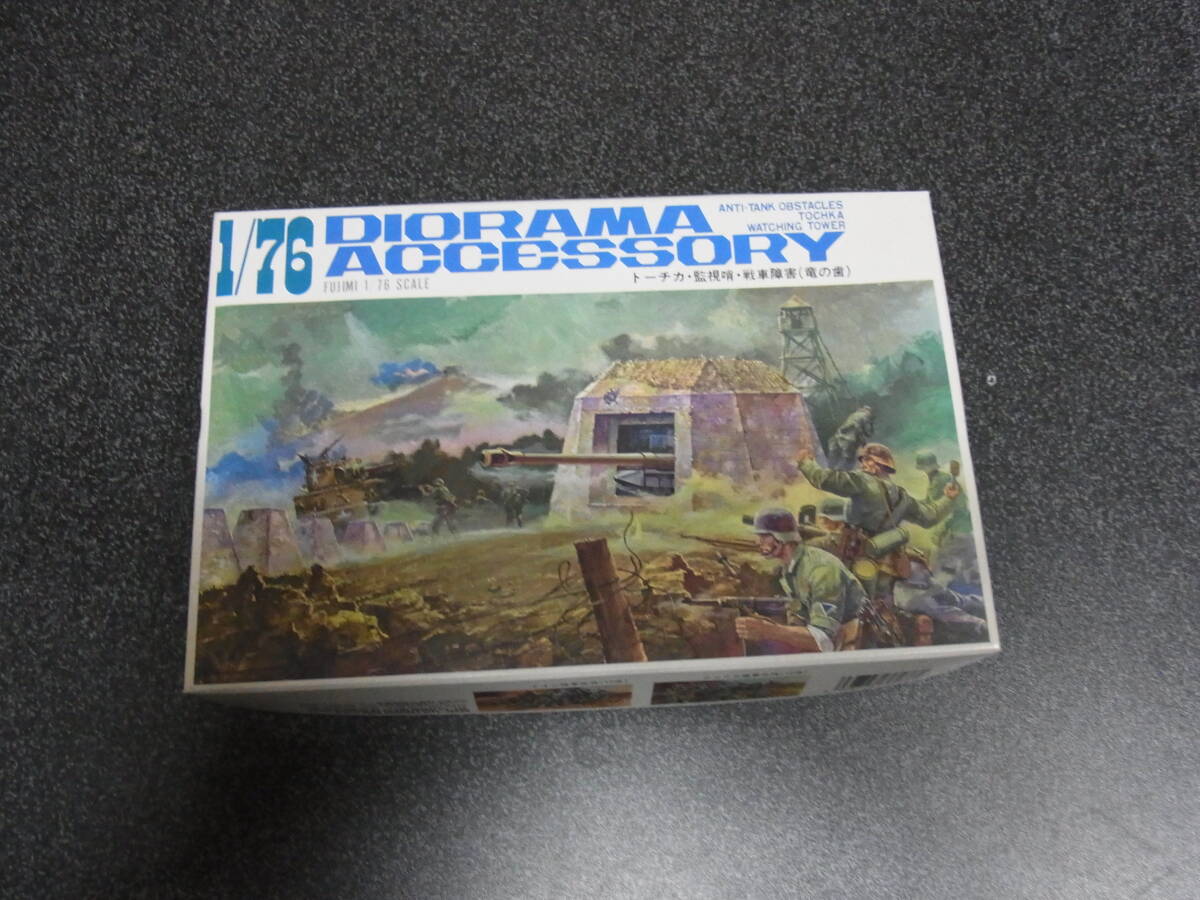 1/76
DIORAMA
ACCESSORY
ANTI-TANK OBSTACLES
TOCHKA
WATCHING TOWER
トーチカ・監視哨・戦車障害(竜の歯)
FUJIMI 1/76 SCALE